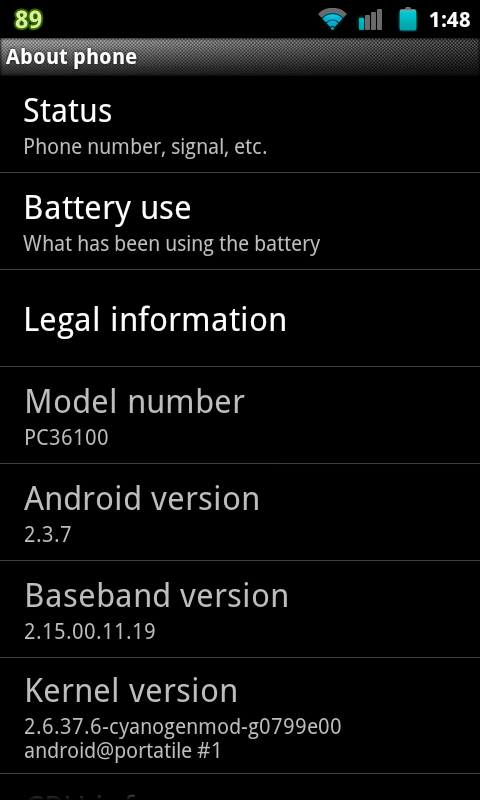 89 1:48
About phone
Status
Phone number, signal, etc.
Battery use
What has been using the battery
Legal information
Model number
PC36100
Android version
2.3.7
Baseband version
2.15.00.11.19
Kernel version
2.6.37.6-cyanogenmod-g0799e00
android@portatile #1